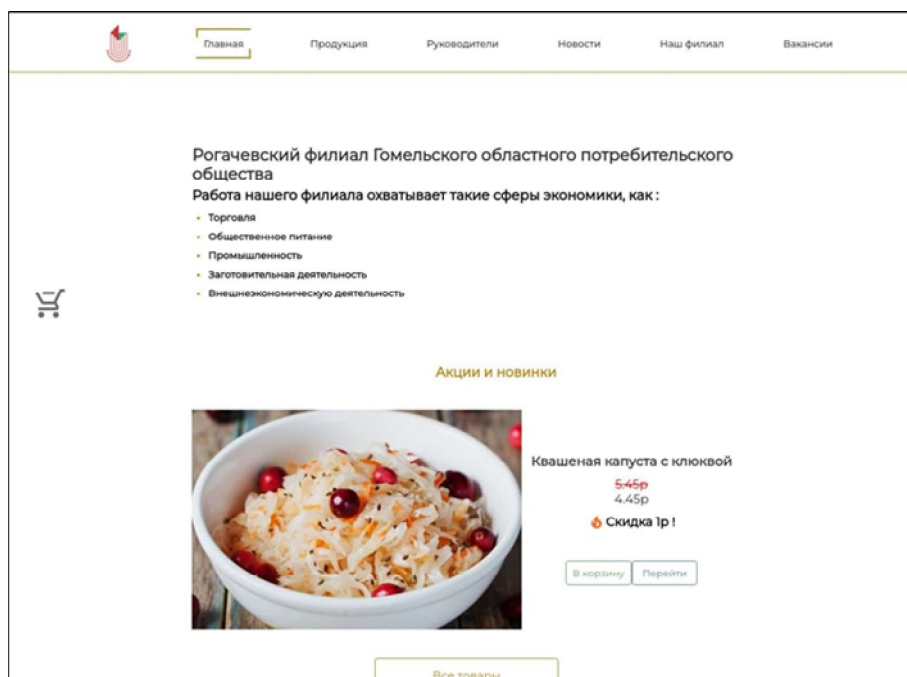 Главная Продукция Руководители Новости Наш филиал Вакансии
Рогачевский филиал Гомельского областного потребительского
общества
Работа нашего филиала охватывает такие сферы экономики, как :
Торговля
Общественное питание
Промышленность
Заготовительная деятельность
Внешнеэкономическую деятельность
Акции и новинки
Квашеная капуста с клюквой
5.45р
4.45р
Скидка 1р !
В корзину Перейти
Все товары